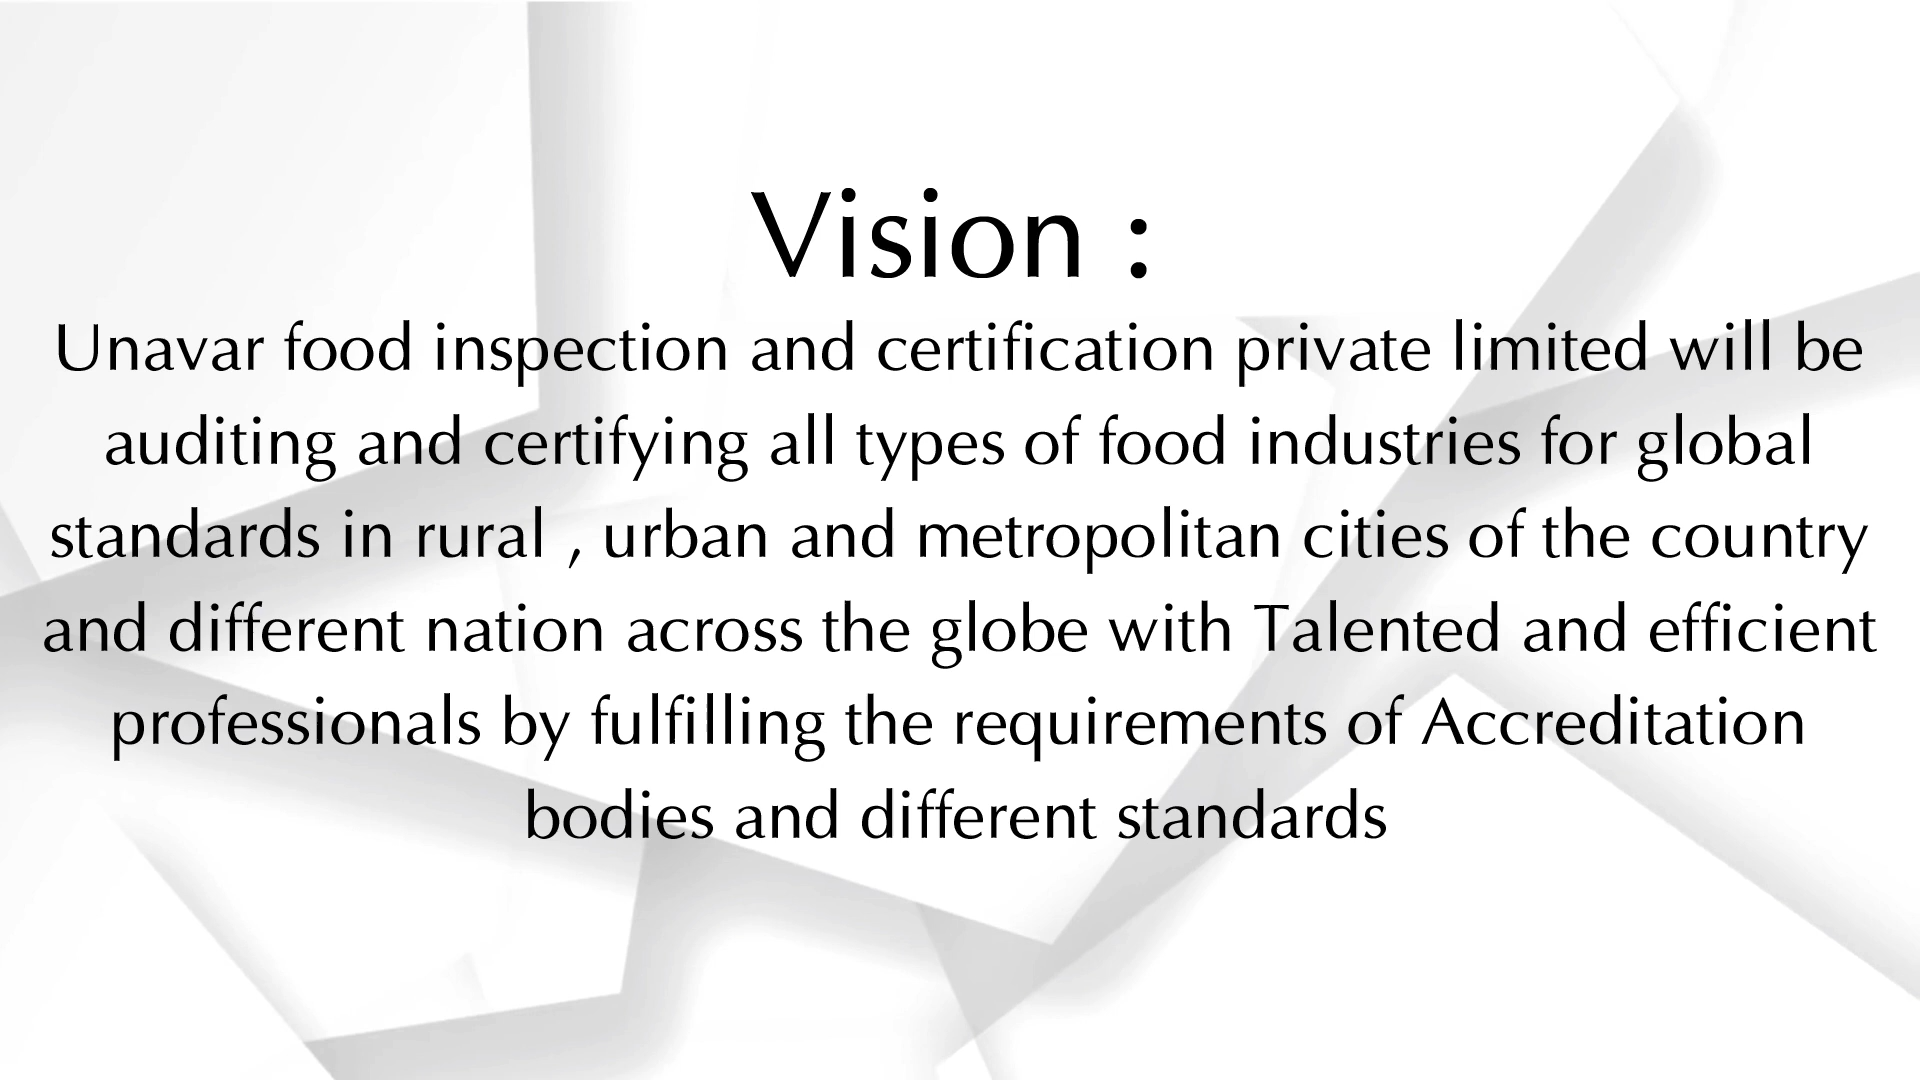 Vision :
Unavar food inspection and certification private limited will be
auditing and certifying all types of food industries for global
standards in rural , urban and metropolitan cities of the country
and different nation across the globe with Talented and efficient
professionals by fulfilling the requirements of Accreditation
bodies and different standards